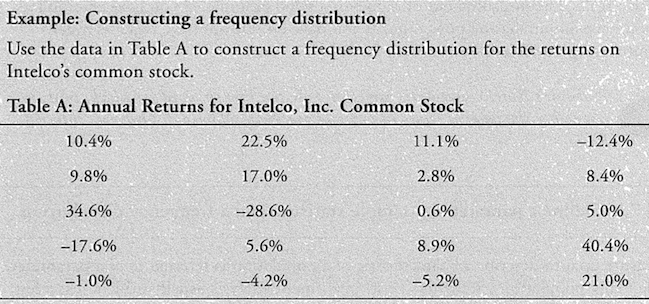 Example: Constructing a frequency distribution
Use the data in Table A to construct a frequency distribution for the returns on
Intelco's common stock.
Table A: Annual Returns for Intelco, Inc. Common Stock
10.4% 22.5% 11.1% –12.4%
9.8% 17.0% 2.8% 8.4%
34.6% –28.6% 0.6% 5.0%
–17.6% 5.6% 8.9% 40.4%
–1.0% –4.2% –5.2% 21.0%